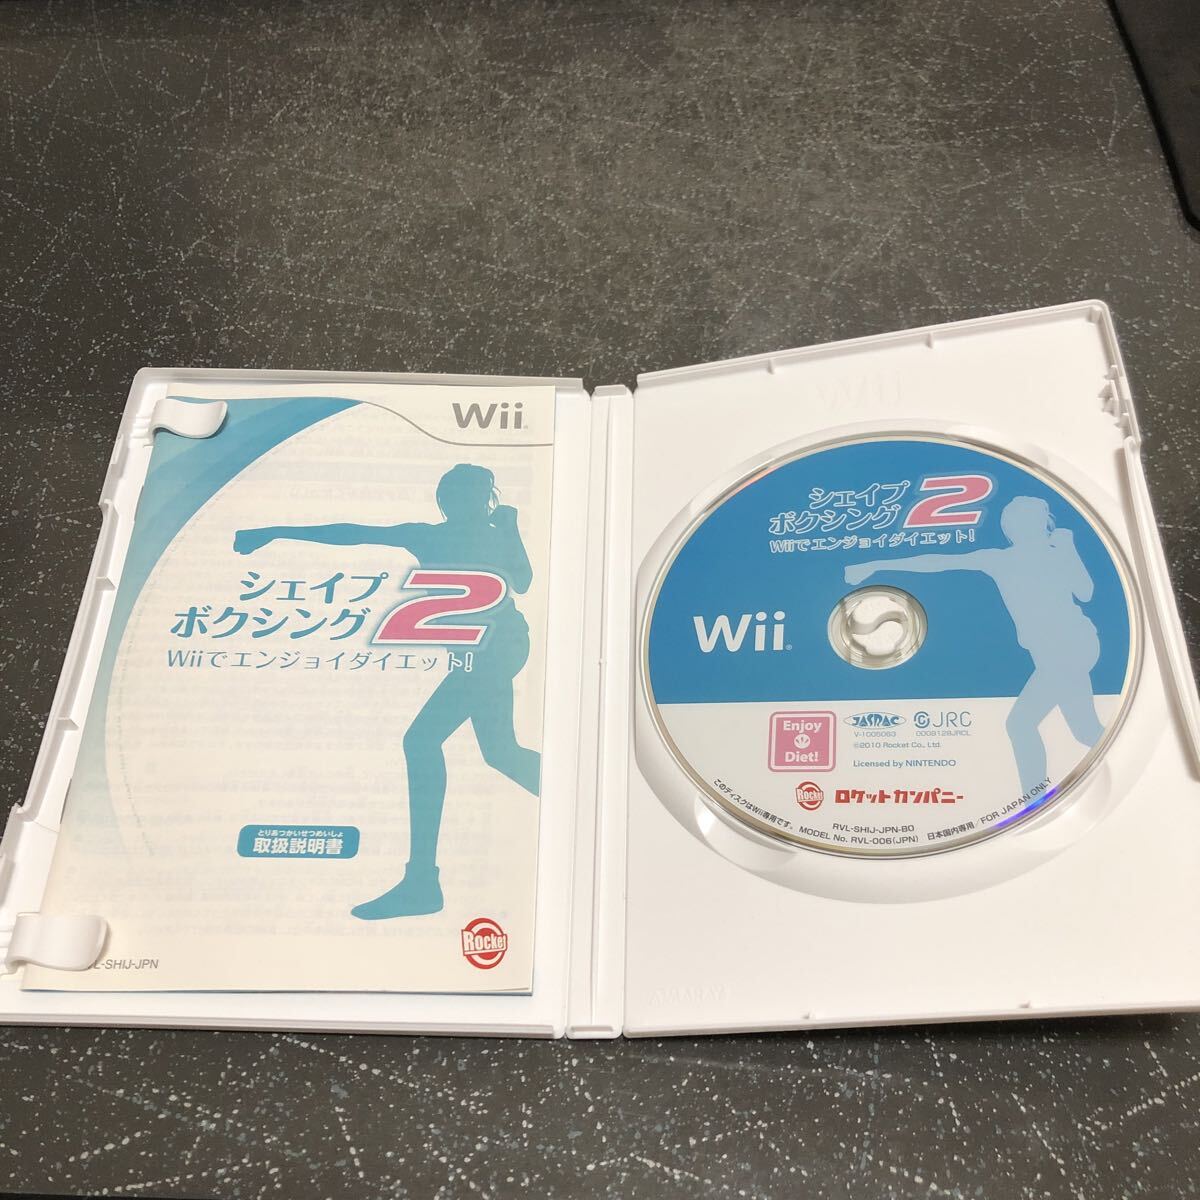 Wii
シェイプ
ボクシング2
Wiiでエンジョイダイエット!
とりあつかいせつめいしょ
取扱説明書
Rocket
L-SHIJ-JPN
シェイプ
ボクシング2
Wiiでエンジョイダイエット!
Wii
Enjoy
Diet!
JASRAC
V-1005063
JRC
0009128JRCL
©2010 Rocket Co., Ltd.
Licensed by NINTENDO
Rocket ロケットカンパニー
RVL-SHIJ-JPN-B0
このディスクはWii専用です。 MODEL No. RVL-006(JPN) 日本国内専用/FOR JAPAN ONLY